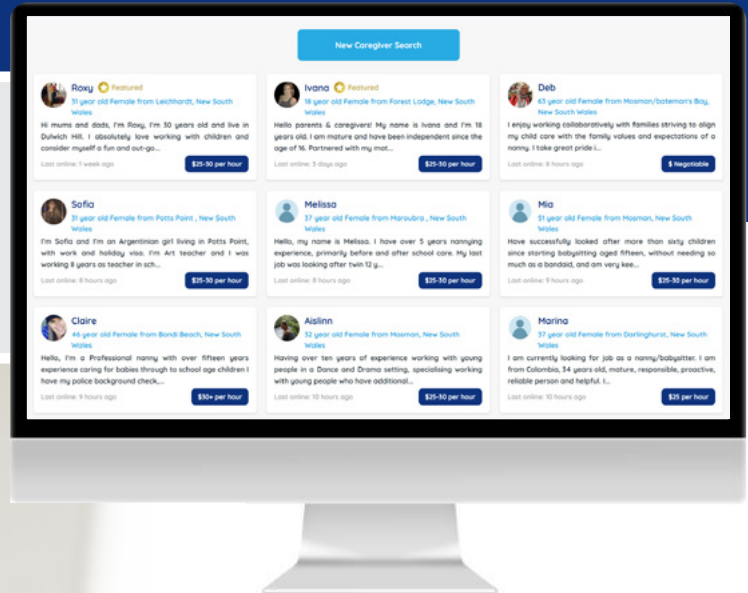 New Caregiver Search
Roxy Featured
31 year old Female from Leichhardt, New South
Wales
Hi mums and dads, I'm Roxy, I'm 30 years old and live in
Dulwich Hill. I absolutely love working with children and
consider myself a fun and out-go...
Last online: 1 week ago
$25-30 per hour
Ivana Featured
18 year old Female from Forest Lodge, New South
Wales
Hello parents & caregivers! My name is Ivana and I'm 18
years old. I am mature and have been independent since the
age of 16. Partnered with my mat...
Last online: 3 days ago
$25-30 per hour
Deb
63 year old Female from Mosman/bateman's Bay,
New South Wales
I enjoy working collaboratively with families striving to align
my child care with the family values and expectations of a
nanny. I take great pride i...
Last online: 8 hours ago
$ Negotiable
Sofia
31 year old Female from Potts Point , New South
Wales
I'm Sofia and I'm an Argentinian girl living in Potts Point,
with work and holiday visa. I'm Art teacher and I was
working 8 years as teacher in sch...
Last online: 8 hours ago
$25-30 per hour
Melissa
37 year old Female from Maroubra , New South
Wales
Hello, my name is Melissa. I have over 5 years nannying
experience, primarily before and after school care. My last
job was looking after twin 12 y...
Last online: 8 hours ago
$25-30 per hour
Mia
51 year old Female from Mosman, New South
Wales
Have successfully looked after more than sixty children
since starting babysitting aged fifteen, without needing so
much as a bandaid, and am very kee...
Last online: 9 hours ago
$25-30 per hour
Claire
46 year old Female from Bondi Beach, New South
Wales
Hello, I'm a Professional nanny with over fifteen years
experience caring for babies through to school age children I
have my police background check,...
Last online: 9 hours ago
$30+ per hour
Aislinn
32 year old Female from Mosman, New South
Wales
Having over ten years of experience working with young
people in a Dance and Drama setting, specialising working
with young people who have additional...
Last online: 10 hours ago
$25-30 per hour
Marina
37 year old Female from Darlinghurst, New South
Wales
I am currently looking for job as a nanny/babysitter. I am
from Colombia, 34 years old, mature, responsible, proactive,
reliable person and helpful. I...
Last online: 10 hours ago
$25 per hour